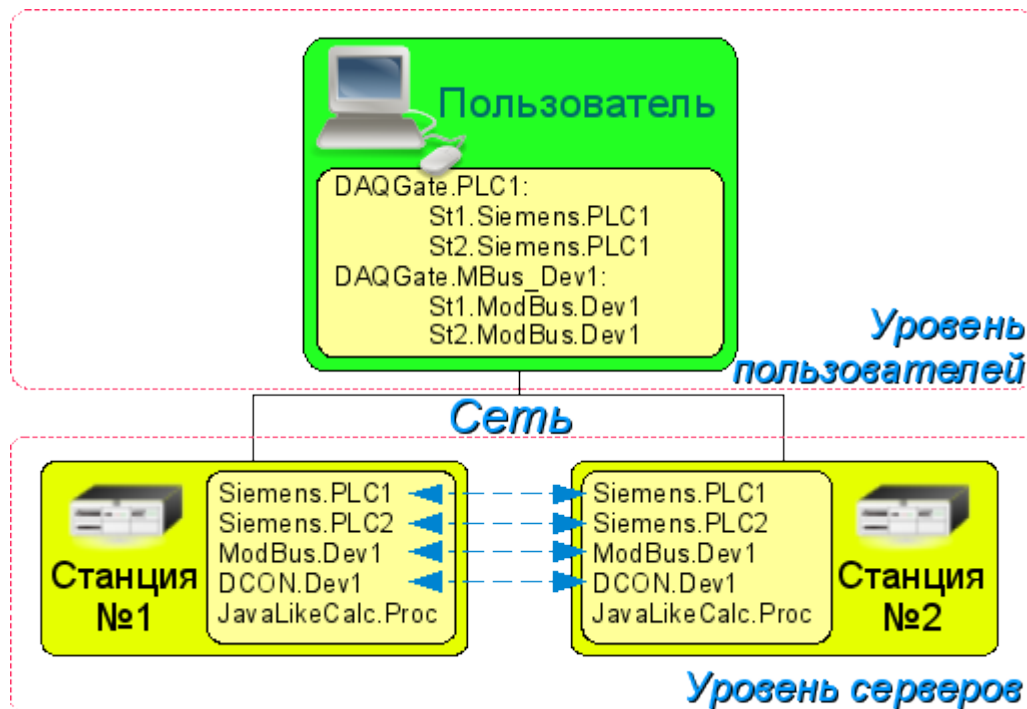 Пользователь
DAQGate.PLC1:
St1.Siemens.PLC1
St2.Siemens.PLC1
DAQGate.MBus_Dev1:
St1.ModBus.Dev1
St2.ModBus.Dev1
Уровень
пользователей
Сеть
Станция
№1
Siemens.PLC1
Siemens.PLC2
ModBus.Dev1
DCON.Dev1
JavaLikeCalc.Proc
Siemens.PLC1
Siemens.PLC2
ModBus.Dev1
DCON.Dev1
JavaLikeCalc.Proc
Станция
№2
Уровень серверов